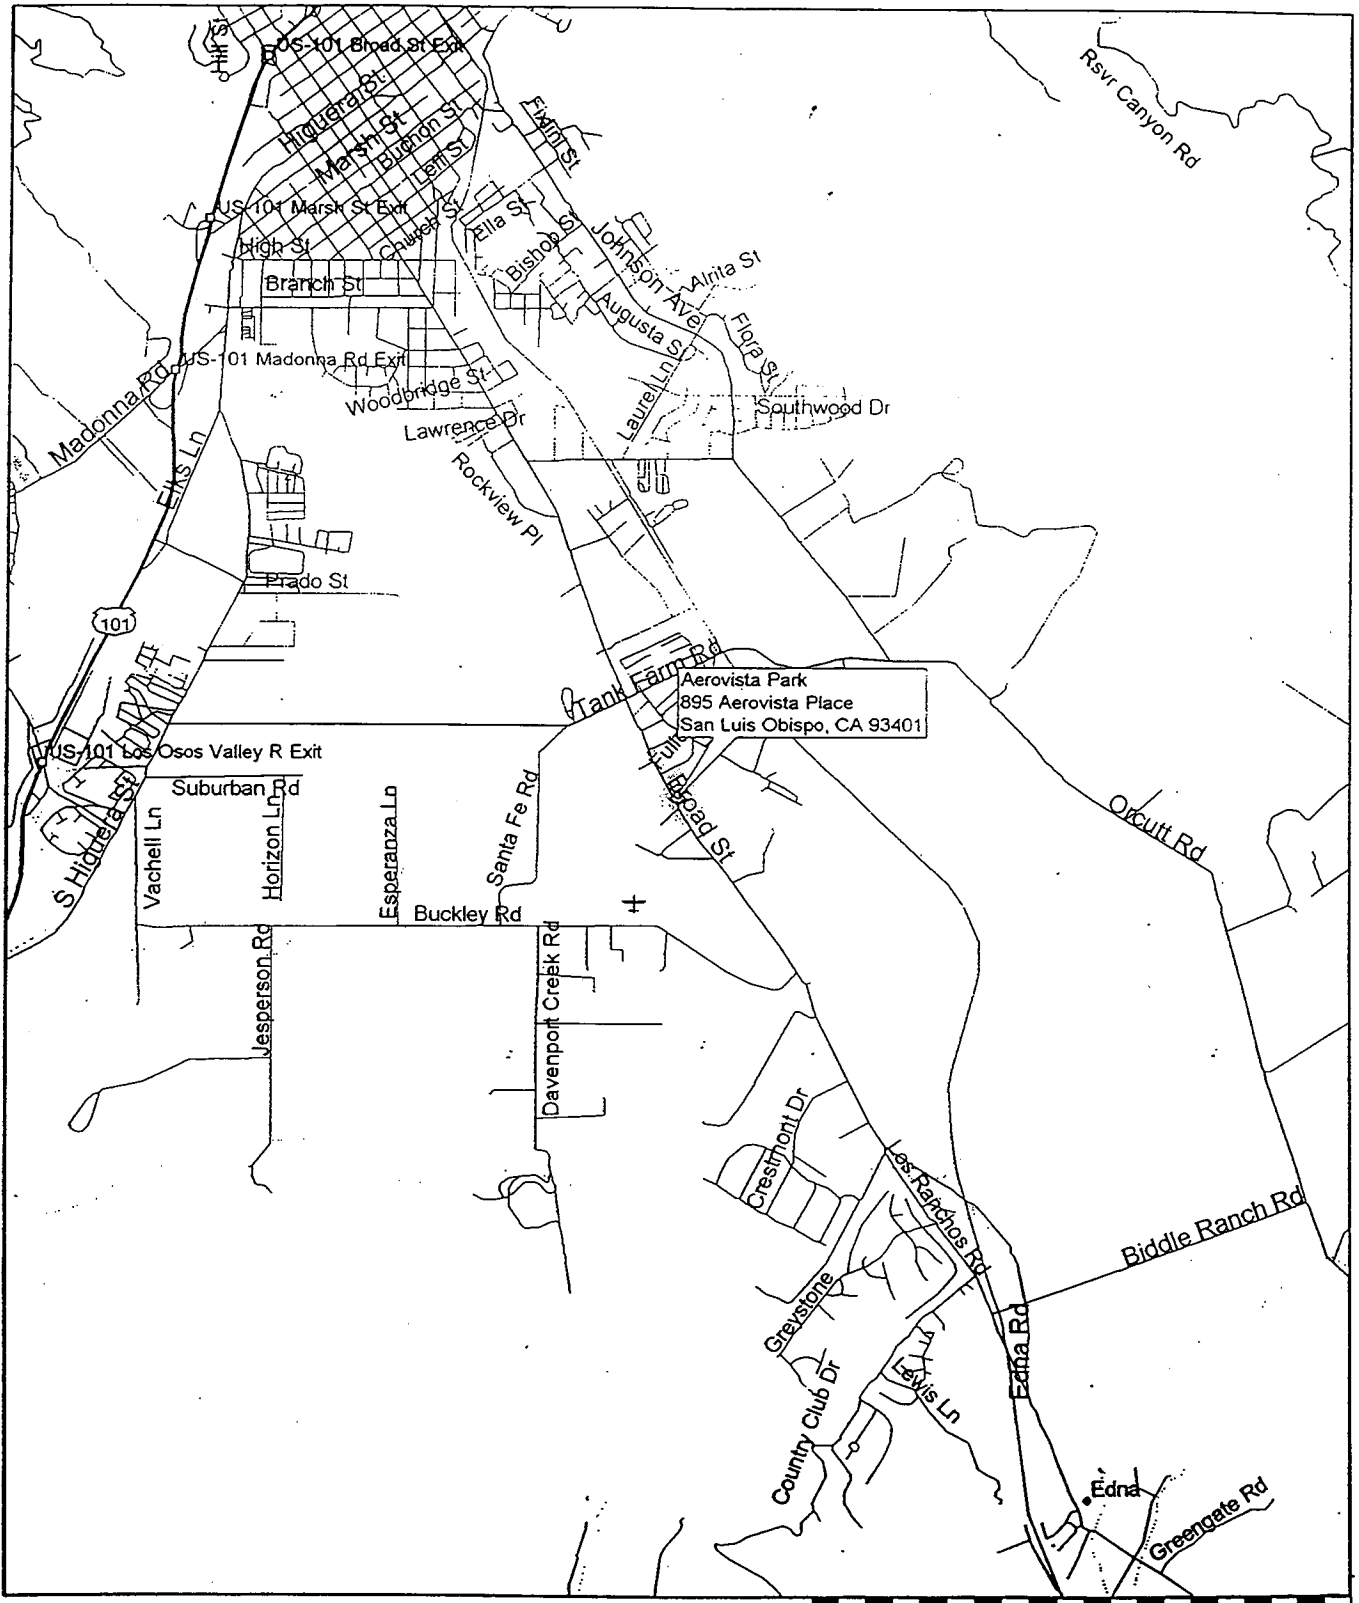 Hill St
US-101 Broad St Exit
Rsvr Canyon Rd
Higuera St
Marsh St
Buchon St
Leff St
Fixlini St
US-101 Marsh St Exit
Church St
Ella St
High St
Bishop St
Johnson Ave
Alrita St
Branch St
Augusta St
Flora St
US-101 Madonna Rd Exit
Madonna Rd
Woodbridge St
Laurel Ln
Southwood Dr
Lawrence Dr
Elks Ln
Rockview Pl
Prado St
101
Tank Farm Rd
Aerovista Park
895 Aerovista Place
San Luis Obispo, CA 93401
US-101 Los Osos Valley R Exit
Suburban Rd
Broad St
Orcutt Rd
S Higuera St
Vachell Ln
Horizon Ln
Esperanza Ln
Santa Fe Rd
Buckley Rd
Jesperson Rd
Davenport Creek Rd
Crestmont Dr
Los Ranchos Rd
Biddle Ranch Rd
Greystone
Edna Rd
Country Club Dr
Lewis Ln
Edna
Greengate Rd